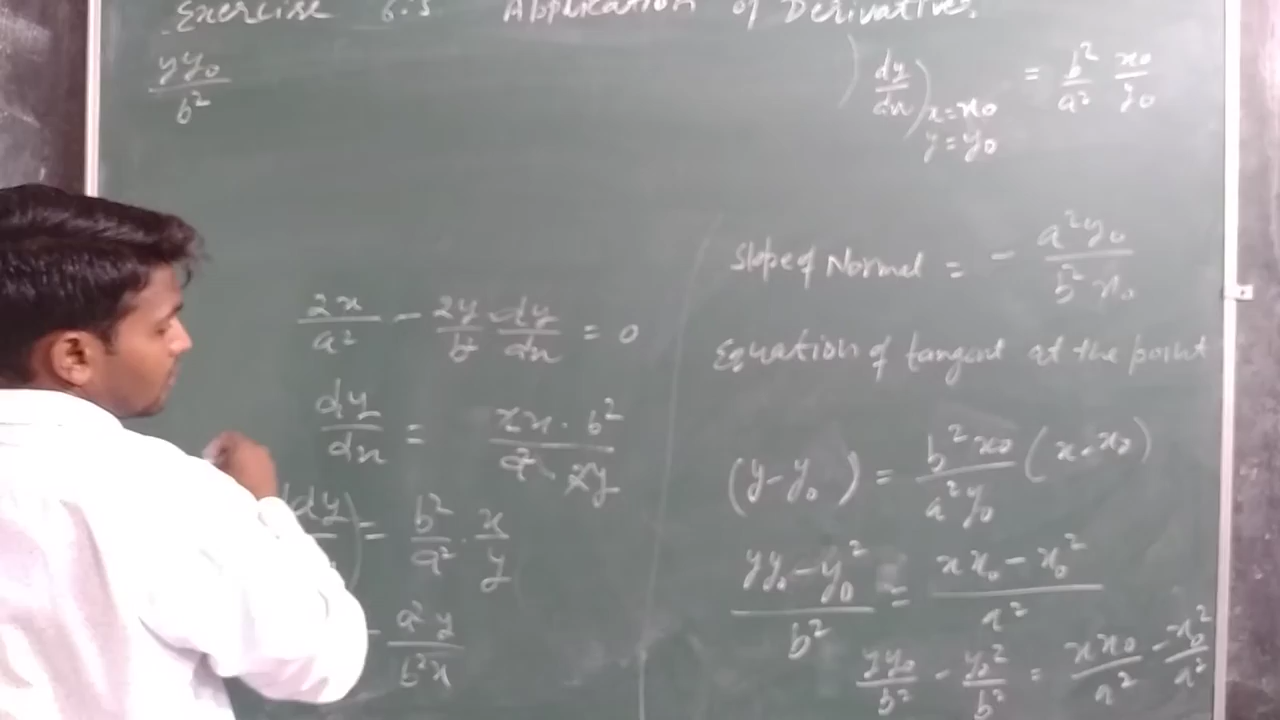 Exercise 6.3 Application of Derivatives
yy₀/b²
2x/a² - 2y/b² dy/dx = 0
dy/dx = 2x · b²/a² 2y
dy = b²/a² · x/y
a²y/b²x
dy/dx) x=x₀ y=y₀ = b²/a² x₀/y₀
Slope of Normal = - a²y₀/b²x₀
Equation of tangent at the point
(y-y₀) = b²x₀/a²y₀ (x-x₀)
yy₀-y₀²/b² = xx₀-x₀²/a²
yy₀/b² - y₀²/b² = xx₀/a² - x₀²/a²